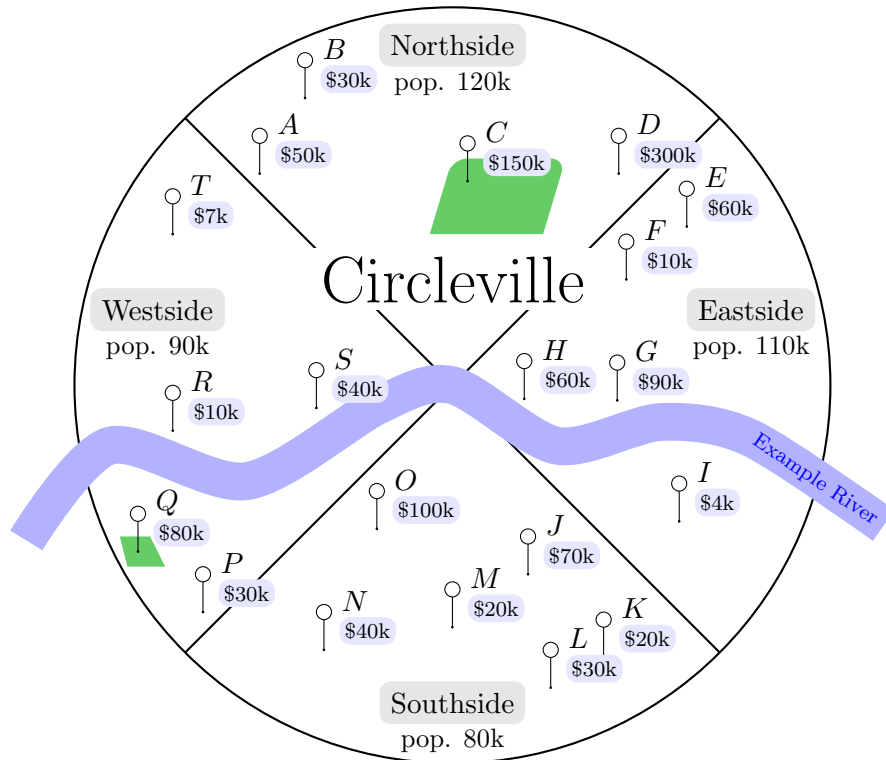 B
$30k
Northside
pop. 120k
A
$50k
C
$150k
D
$300k
T
$7k
E
$60k
F
$10k
Circleville
Westside
pop. 90k
Eastside
pop. 110k
S
$40k
H
$60k
G
$90k
R
$10k
Example River
Q
$80k
O
$100k
I
$4k
J
$70k
P
$30k
N
$40k
M
$20k
K
$20k
L
$30k
Southside
pop. 80k